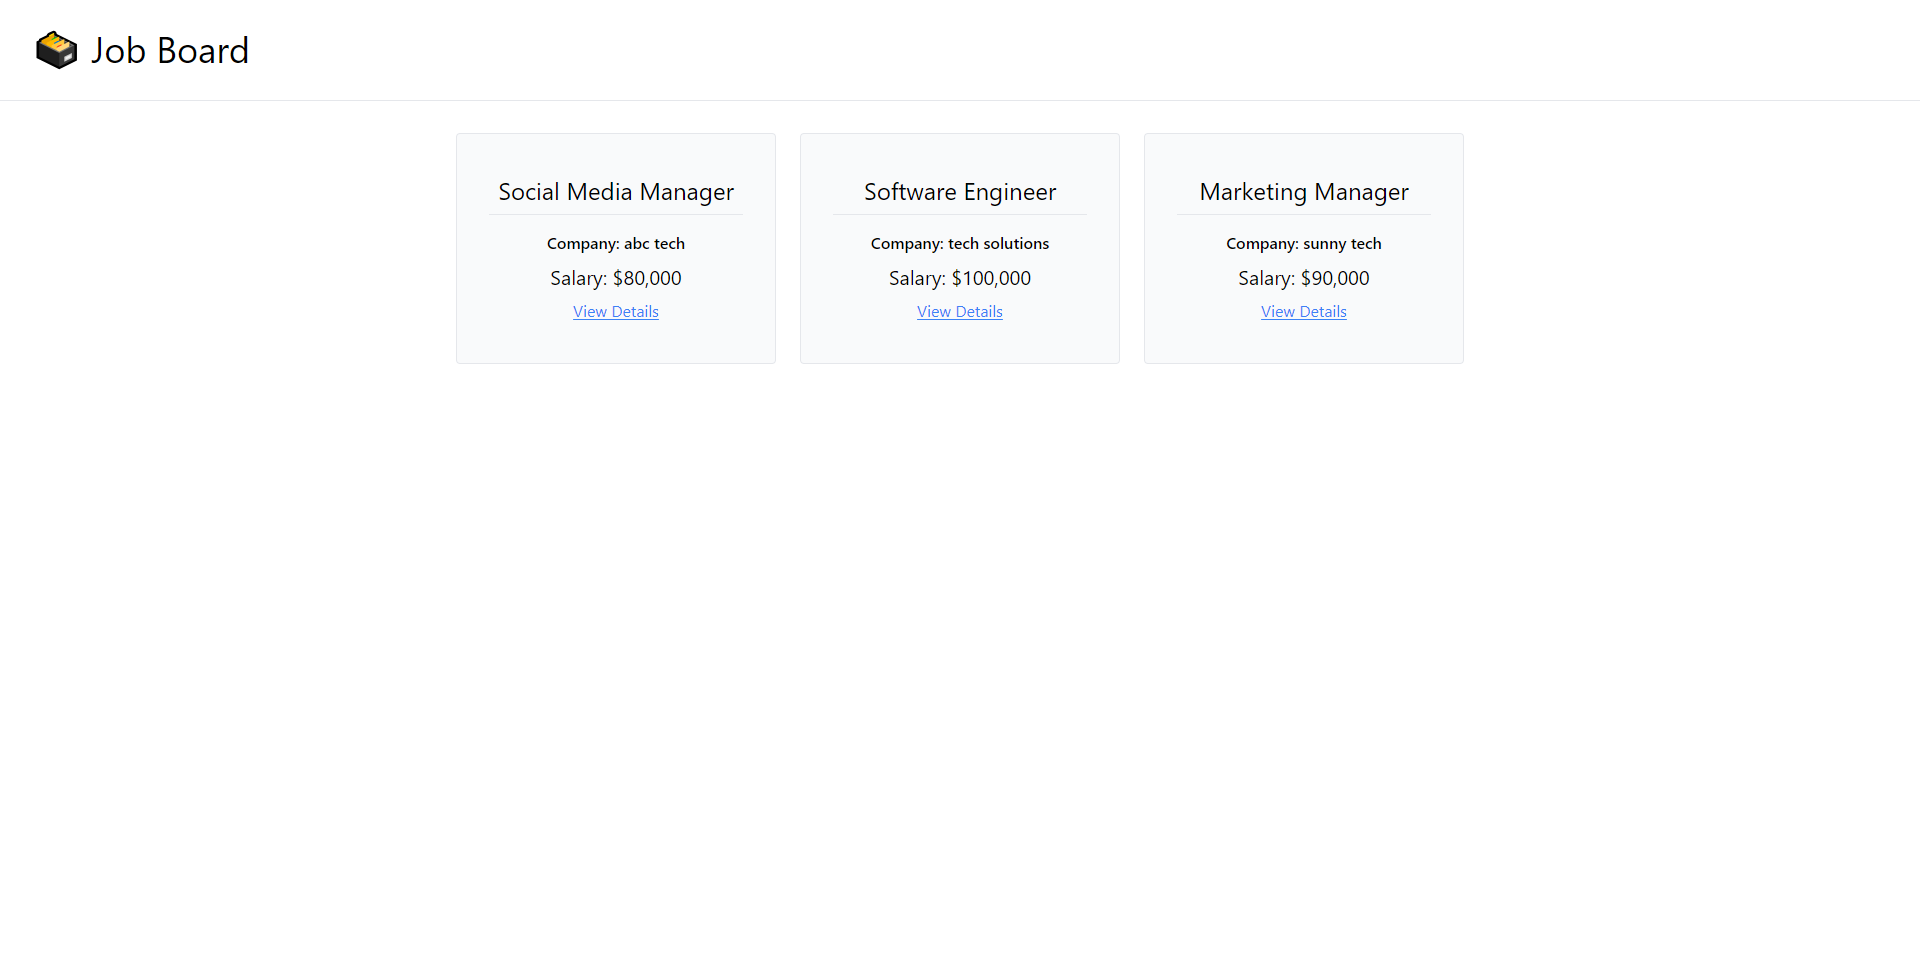 Job Board
Social Media Manager
Company: abc tech
Salary: $80,000
View Details
Software Engineer
Company: tech solutions
Salary: $100,000
View Details
Marketing Manager
Company: sunny tech
Salary: $90,000
View Details